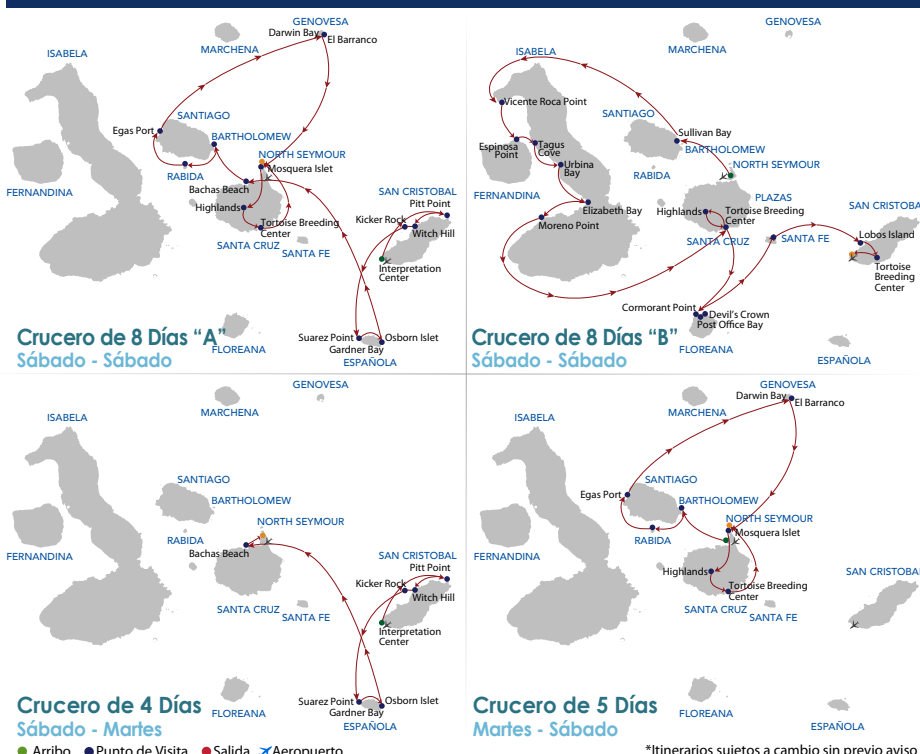 GENOVESA
Darwin Bay
El Barranco
MARCHENA
ISABELA
SANTIAGO
Egas Port
BARTHOLOMEW
NORTH SEYMOUR
Mosquera Islet
RABIDA
FERNANDINA
Bachas Beach
SAN CRISTOBAL
Pitt Point
Highlands
Kicker Rock
Witch Hill
Tortoise Breeding
Center
SANTA CRUZ
SANTA FE
Interpretation
Center
Suarez Point
Osborn Islet
Gardner Bay
FLOREANA
ESPAÑOLA
Crucero de 8 Días “A”
Sábado - Sábado
GENOVESA
MARCHENA
ISABELA
Vicente Roca Point
SANTIAGO
Sullivan Bay
Espinosa
Point
Tagus
Cove
BARTHOLOMEW
Urbina
Bay
RABIDA
NORTH SEYMOUR
FERNANDINA
PLAZAS
Elizabeth Bay
Highlands
Tortoise Breeding
Center
SAN CRISTOBA
Moreno Point
Lobos Island
SANTA CRUZ
SANTA FE
Tortoise
Breeding
Center
Cormorant Point
Devil's Crown
Post Office Bay
FLOREANA
ESPAÑOLA
Crucero de 8 Días “B”
Sábado - Sábado
GENOVESA
MARCHENA
ISABELA
SANTIAGO
BARTHOLOMEW
NORTH SEYMOUR
RABIDA
Bachas Beach
FERNANDINA
SAN CRISTOBAL
Pitt Point
Kicker Rock
Witch Hill
SANTA CRUZ
SANTA FE
Interpretation
Center
Suarez Point
Osborn Islet
Gardner Bay
FLOREANA
ESPAÑOLA
Crucero de 4 Días
Sábado - Martes
GENOVESA
Darwin Bay
El Barranco
MARCHENA
ISABELA
SANTIAGO
Egas Port
BARTHOLOMEW
NORTH SEYMOUR
Mosquera Islet
RABIDA
FERNANDINA
Highlands
SAN CRISTOBA
Tortoise Breeding
Center
SANTA CRUZ
SANTA FE
FLOREANA
ESPAÑOLA
Crucero de 5 Días
Martes - Sábado
Arribo Punto de Visita Salida Aeropuerto
*Itinerarios sujetos a cambio sin previo aviso